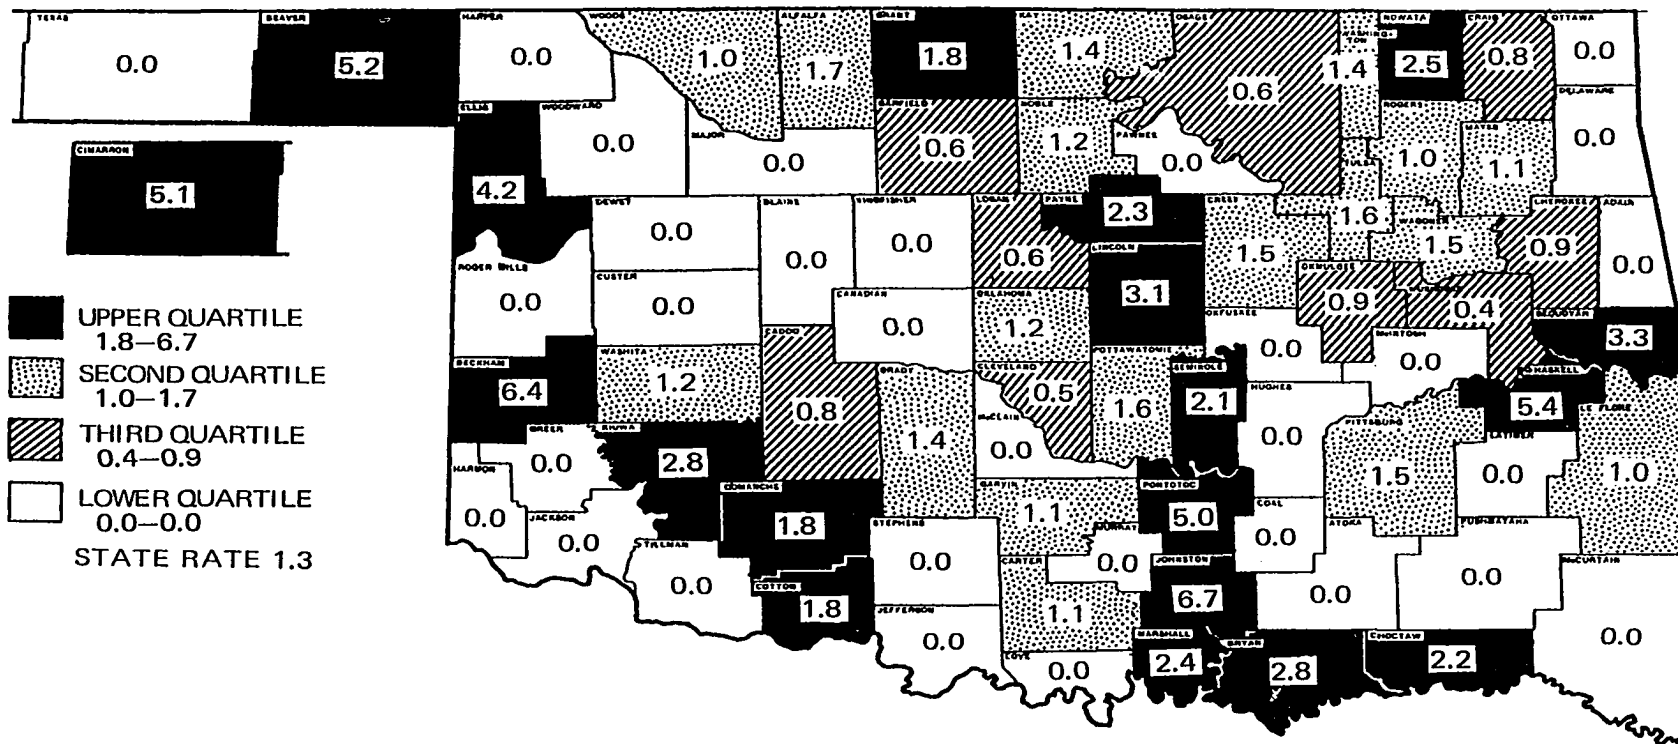 TEXAS
BEAVER
HARPER
WOODS
ALFALFA
GRANT
KAY
OSAGE
WASHING-
TON
NOWATA
CRAIG
OTTAWA
0.0
5.2
0.0
1.0
1.7
1.8
1.4
0.6
1.4
2.5
0.8
0.0
ELLIS
WOODWARD
MAJOR
GARFIELD
NOBLE
PAWNEE
ROGERS
MAYES
DELAWARE
CIMARRON
5.1
4.2
0.0
0.0
0.6
1.2
0.0
TULSA
1.0
1.1
0.0
DEWEY
BLAINE
KINGFISHER
LOGAN
PAYNE
CREEK
WAGONER
CHEROKEE
ADAIR
0.0
0.0
0.0
0.6
2.3
1.5
1.6
1.5
0.9
0.0
ROGER MILLS
CUSTER
CANADIAN
OKLAHOMA
LINCOLN
OKMULGEE
MUSKOGEE
SEQUOYAH
0.0
0.0
0.0
1.2
3.1
0.9
0.4
3.3
UPPER QUARTILE
1.8–6.7
SECOND QUARTILE
1.0–1.7
THIRD QUARTILE
0.4–0.9
LOWER QUARTILE
0.0–0.0
STATE RATE 1.3
BECKHAM
WASHITA
CADDO
GRADY
CLEVELAND
POTTAWATOMIE
SEMINOLE
OKFUSKEE
HUGHES
McINTOSH
HASKELL
LE FLORE
6.4
1.2
0.8
1.4
0.5
1.6
2.1
0.0
0.0
0.0
5.4
1.0
HARMON
GREER
KIOWA
COMANCHE
McCLAIN
GARVIN
PONTOTOC
COAL
PITTSBURG
LATIMER
0.0
0.0
2.8
1.8
0.0
1.1
5.0
0.0
1.5
0.0
JACKSON
TILLMAN
COTTON
STEPHENS
JEFFERSON
MURRAY
CARTER
JOHNSTON
ATOKA
PUSHMATAHA
McCURTAIN
0.0
0.0
1.8
0.0
0.0
0.0
1.1
6.7
0.0
0.0
0.0
LOVE
MARSHALL
BRYAN
CHOCTAW
0.0
2.4
2.8
2.2